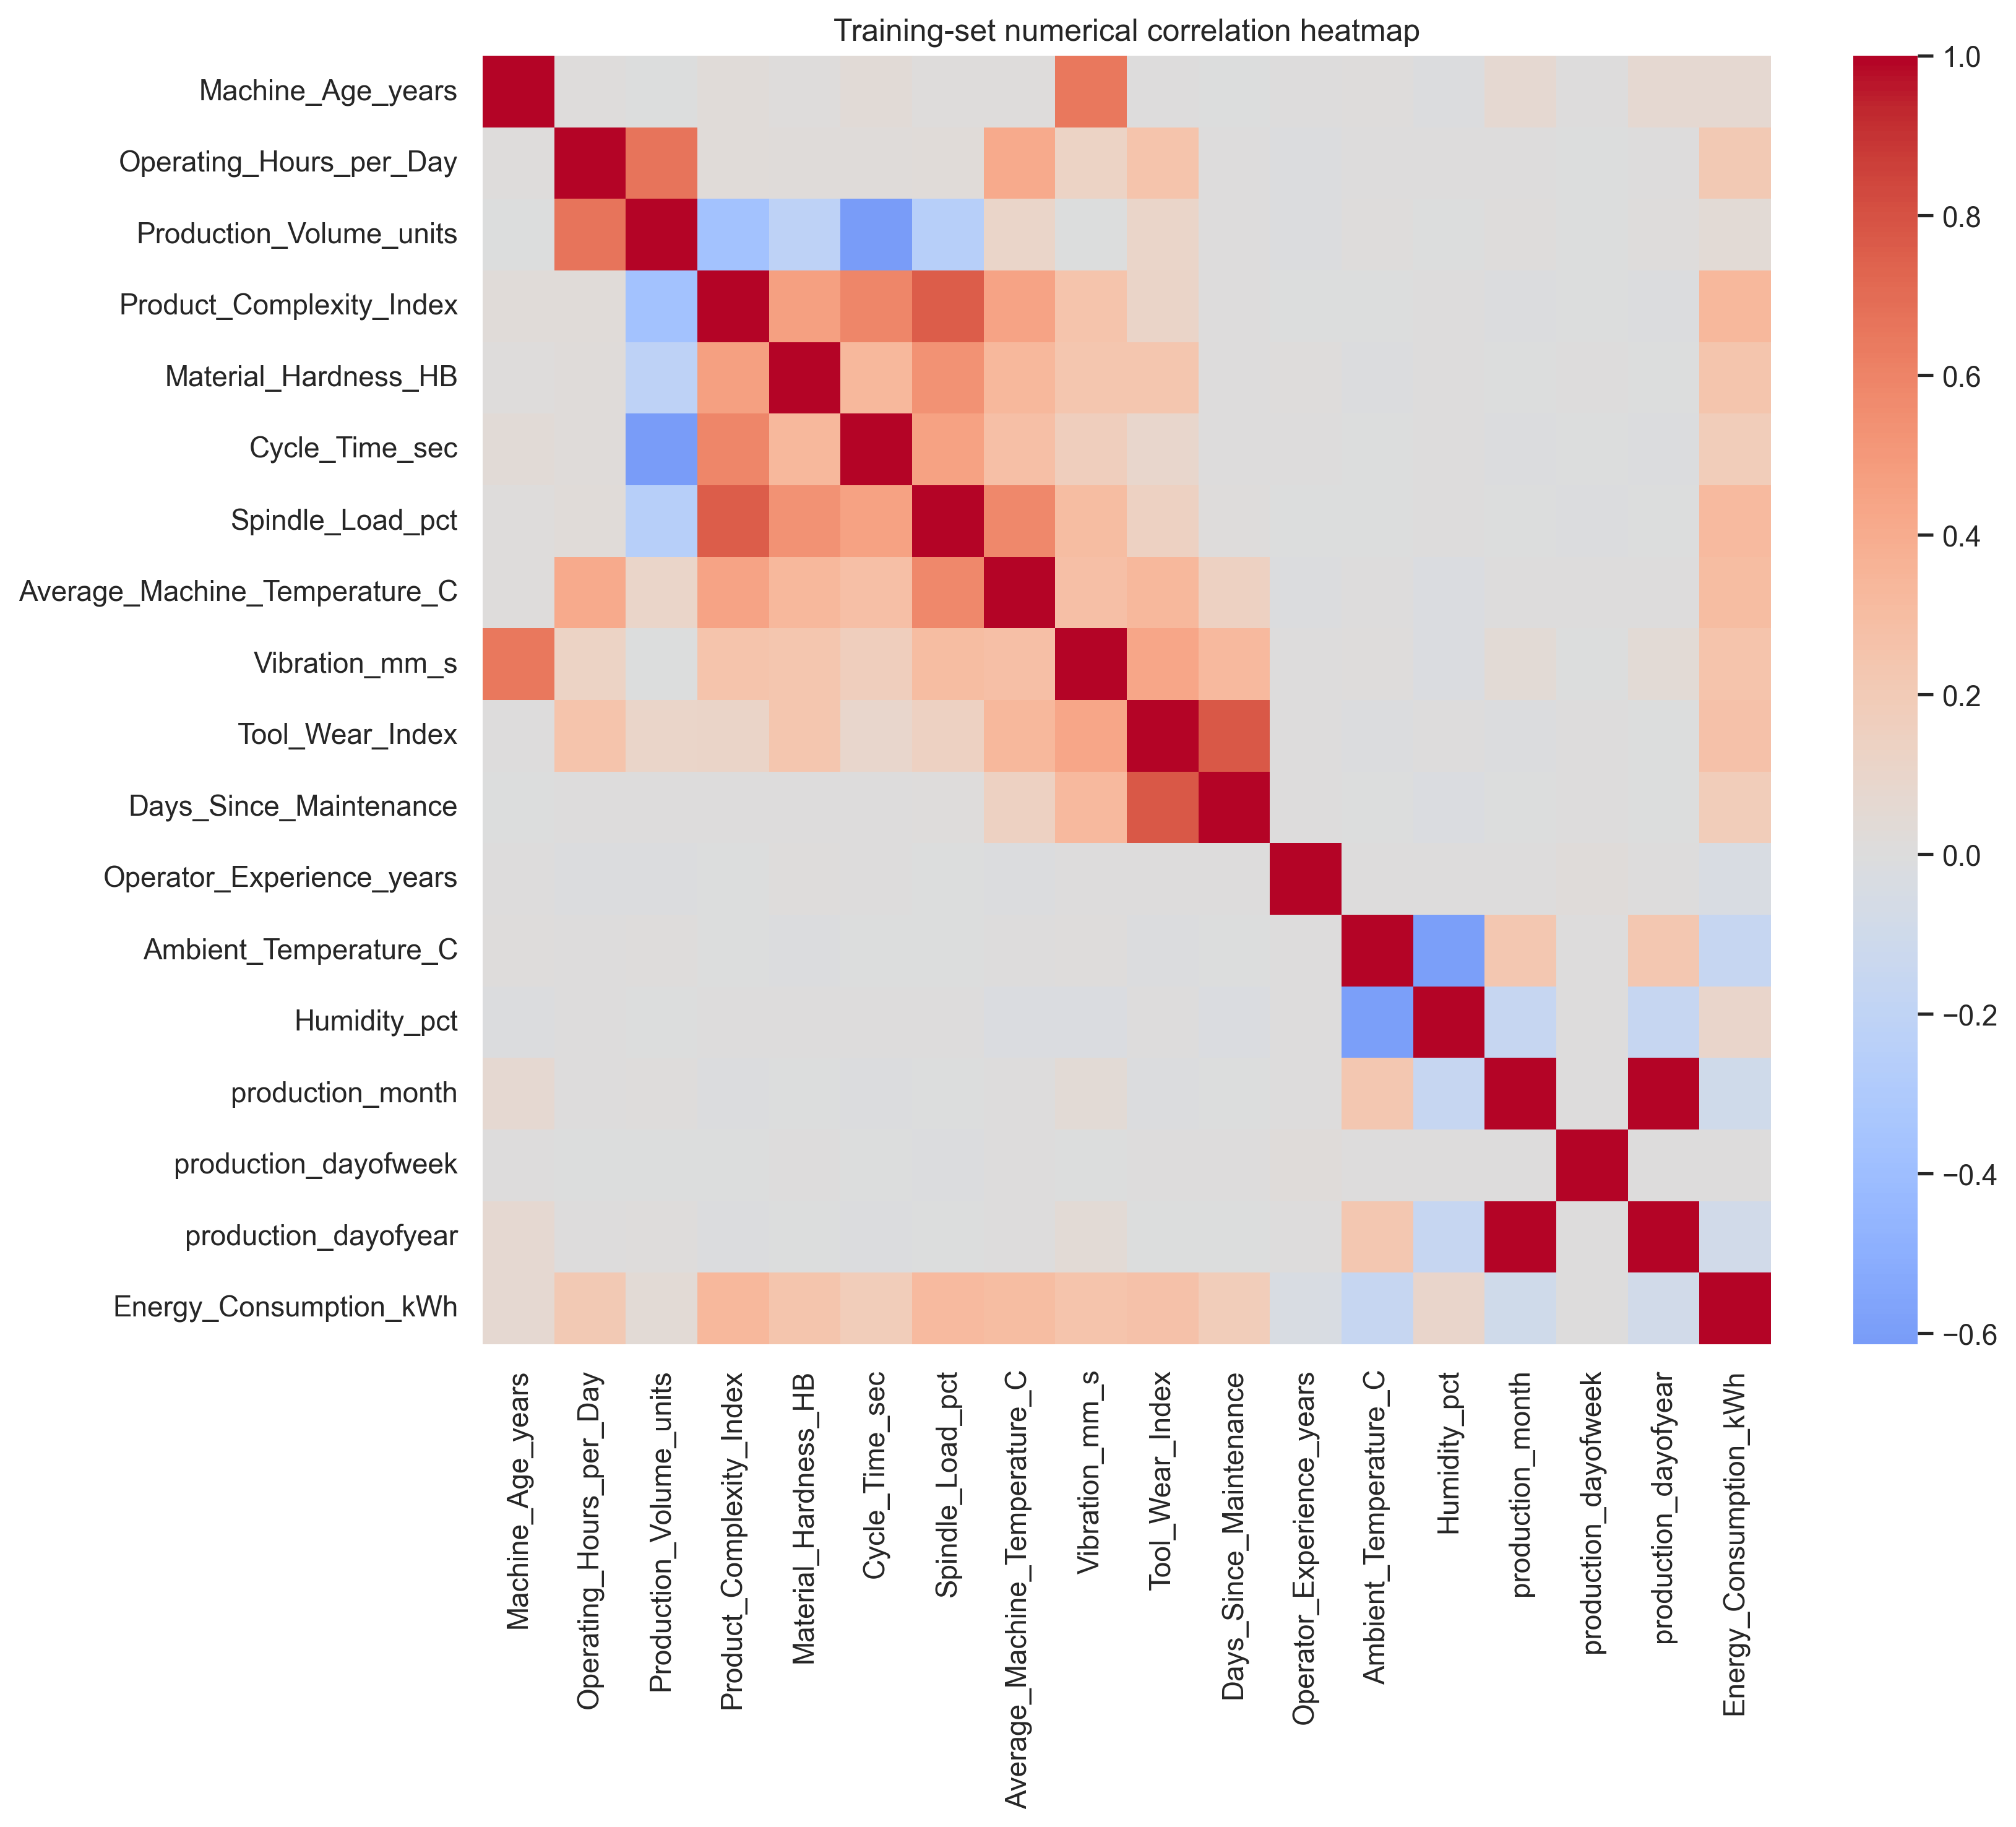 Training-set numerical correlation heatmap
Machine_Age_years
Operating_Hours_per_Day
Production_Volume_units
Product_Complexity_Index
Material_Hardness_HB
Cycle_Time_sec
Spindle_Load_pct
Average_Machine_Temperature_C
Vibration_mm_s
Tool_Wear_Index
Days_Since_Maintenance
Operator_Experience_years
Ambient_Temperature_C
Humidity_pct
production_month
production_dayofweek
production_dayofyear
Energy_Consumption_kWh
Machine_Age_years
Operating_Hours_per_Day
Production_Volume_units
Product_Complexity_Index
Material_Hardness_HB
Cycle_Time_sec
Spindle_Load_pct
Average_Machine_Temperature_C
Vibration_mm_s
Tool_Wear_Index
Days_Since_Maintenance
Operator_Experience_years
Ambient_Temperature_C
Humidity_pct
production_month
production_dayofweek
production_dayofyear
Energy_Consumption_kWh
1.0
0.8
0.6
0.4
0.2
0.0
−0.2
−0.4
−0.6